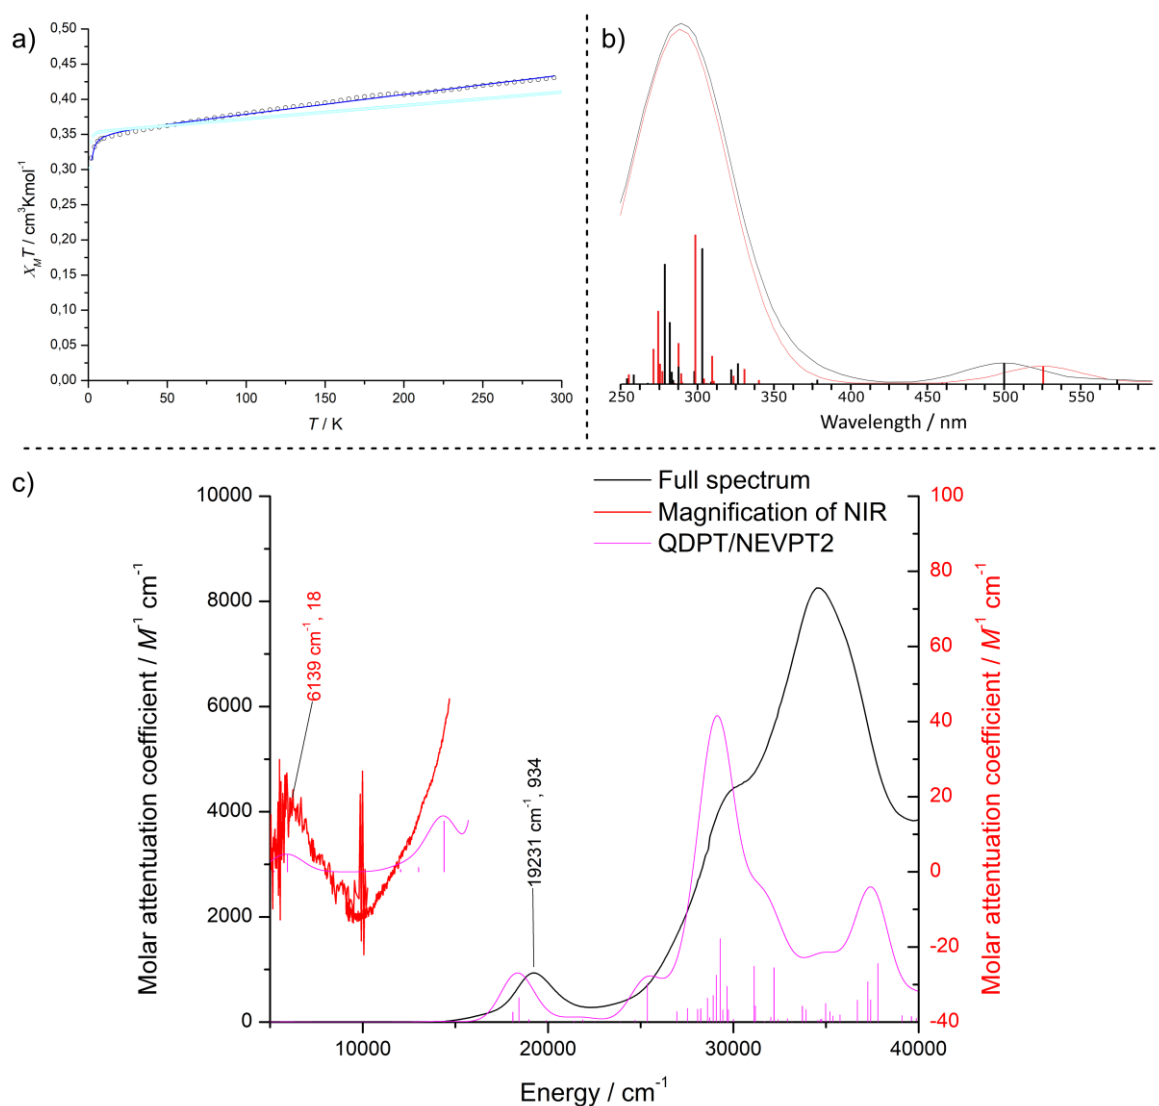 a)
0,50
0,45
0,40
0,35
0,30
0,25
0,20
0,15
0,10
0,05
0,00
χ_M T / cm³Kmol⁻¹
0 50 100 150 200 250 300
T / K
b)
250 300 350 400 450 500 550
Wavelength / nm
c)
Full spectrum
Magnification of NIR
QDPT/NEVPT2
10000
8000
6000
4000
2000
0
Molar attentuation coefficient / M⁻¹ cm⁻¹
6139 cm⁻¹, 18
19231 cm⁻¹, 934
100
80
60
40
20
0
-20
-40
Molar attentuation coefficient / M⁻¹ cm⁻¹
10000 20000 30000 40000
Energy / cm⁻¹